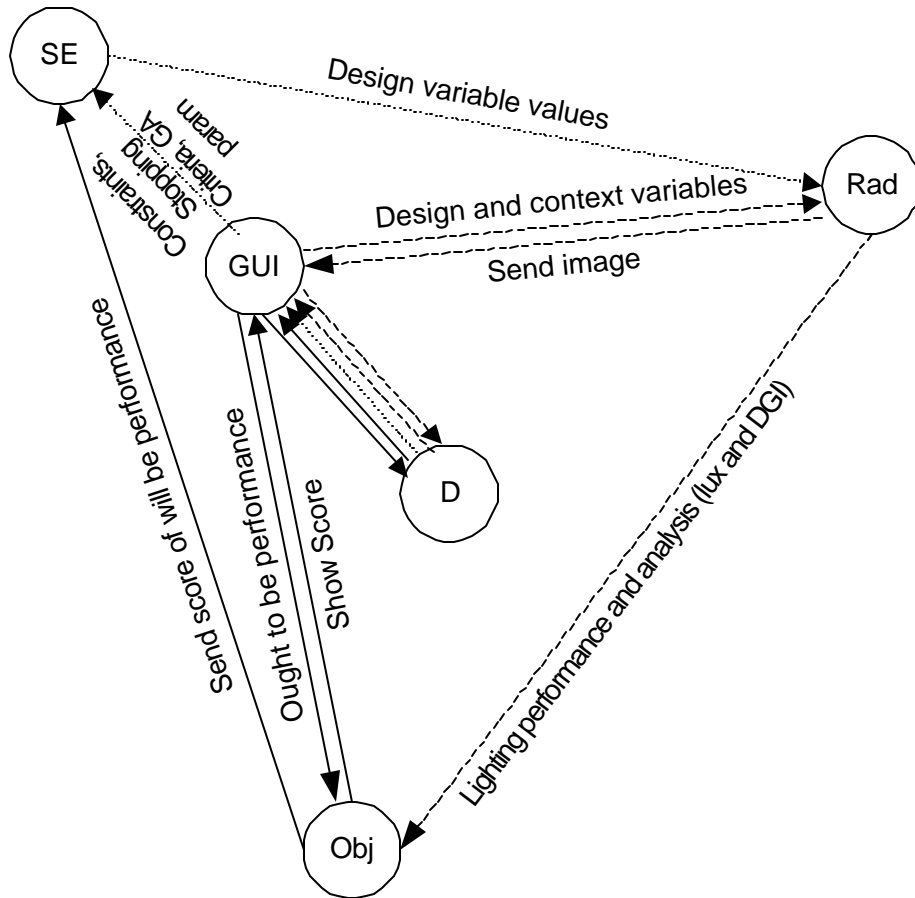 SE
Design variable values
Constraints,
Stopping
Criteria, GA
param
Rad
Design and context variables
GUI
Send image
Send score of will be performance
Ought to be performance
Show Score
D
Lighting performance and analysis (lux and DGI)
Obj